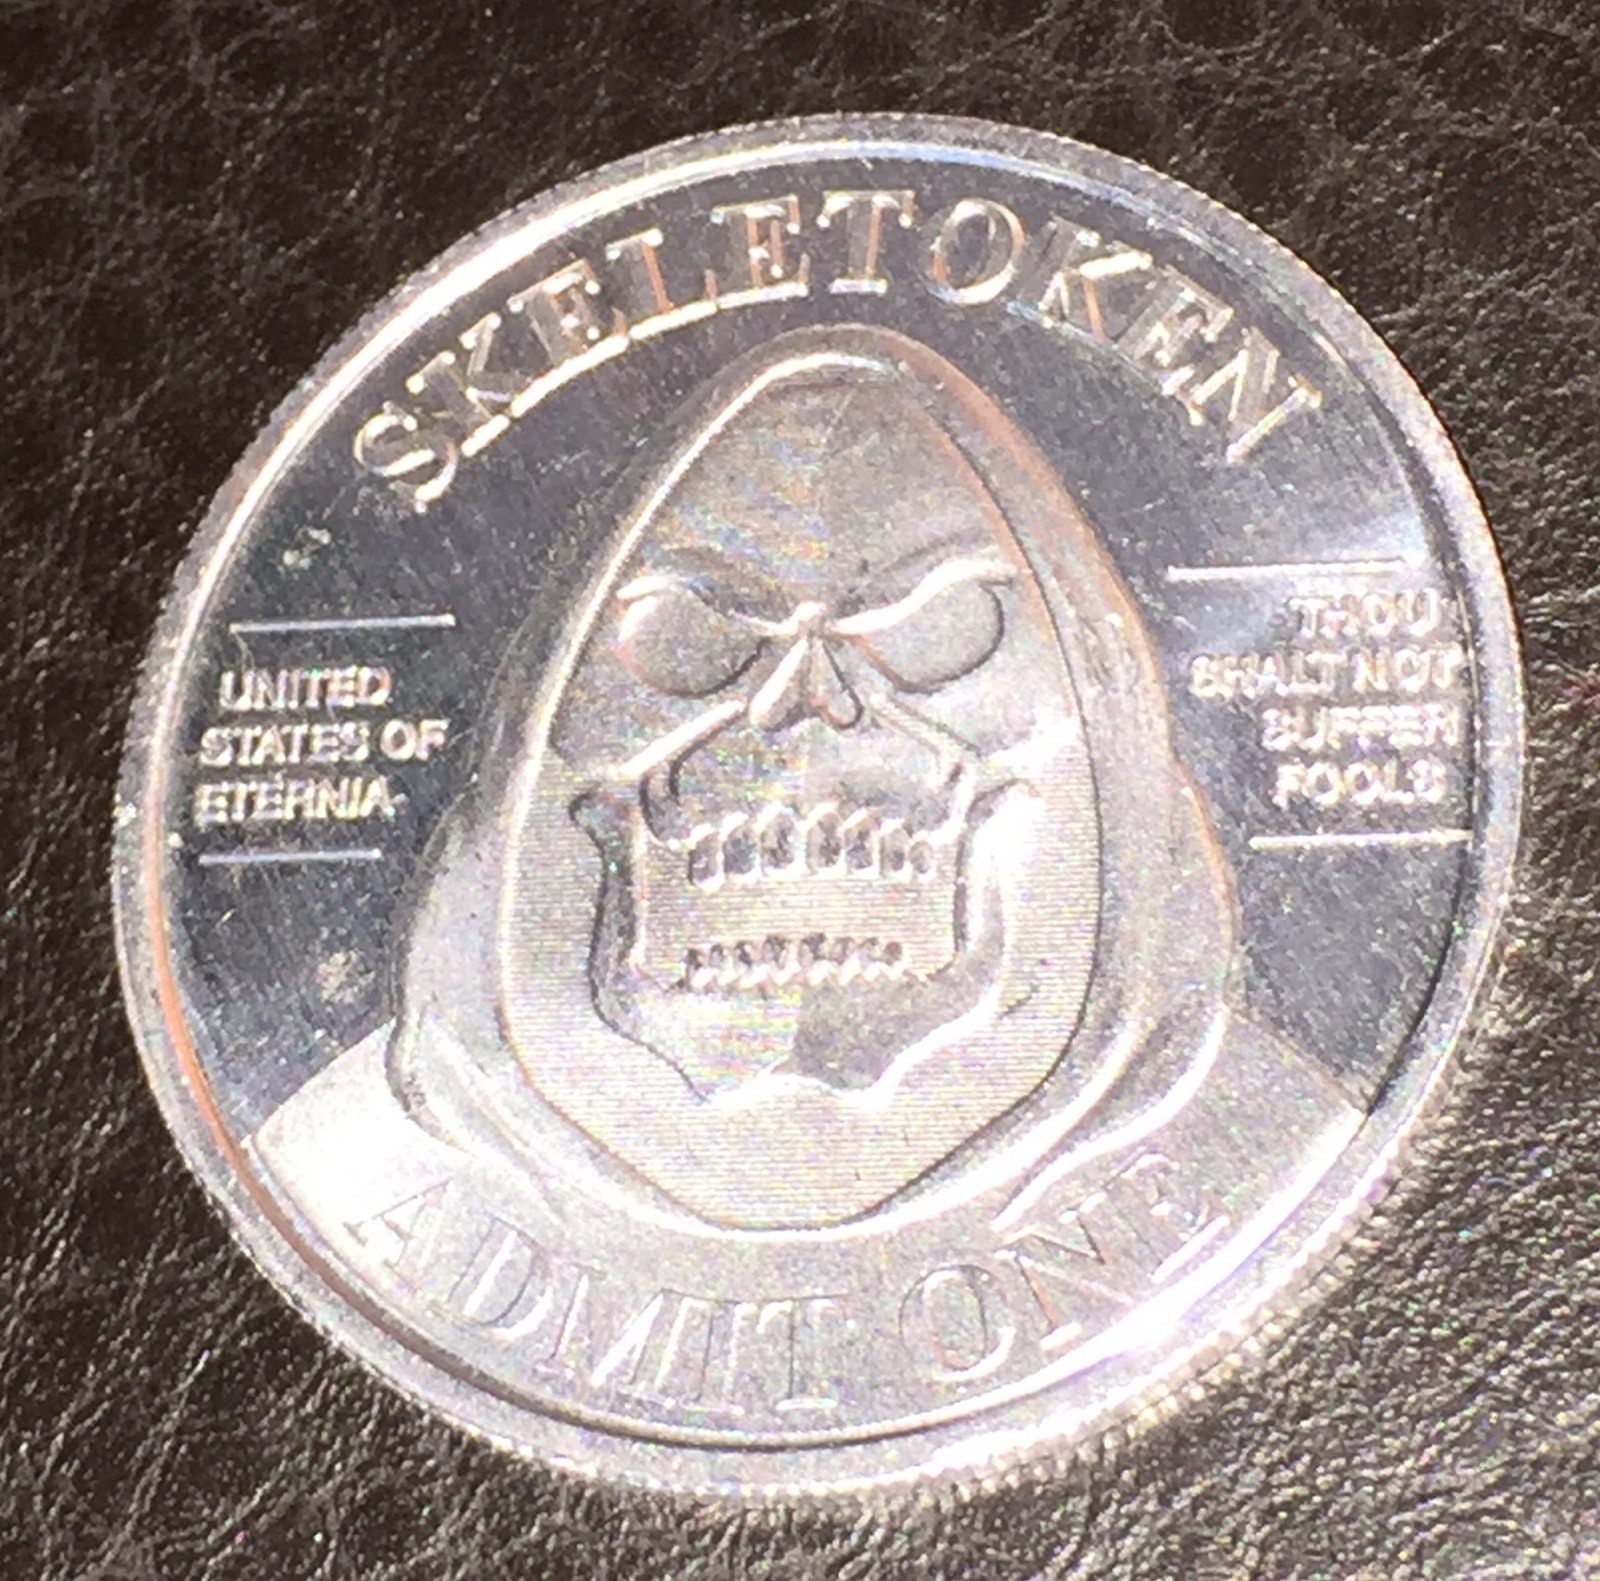 SKELETOKEN
UNITED
STATES OF
ETERNIA
THOU
SHALT NOT
SUFFER
FOOLS
ADMIT ONE